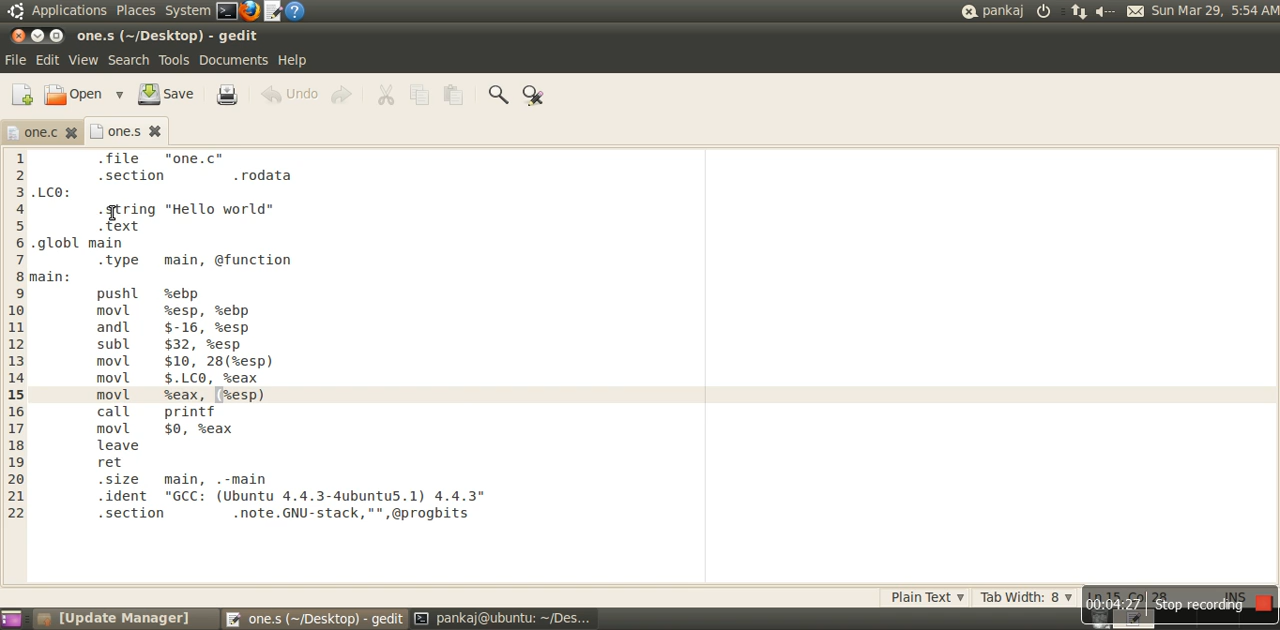 Applications Places System pankaj Sun Mar 29, 5:54 AM
one.s (~/Desktop) - gedit
File Edit View Search Tools Documents Help
Open Save Undo
one.c one.s
1 .file "one.c"
2 .section .rodata
3 .LC0:
4 .string "Hello world"
5 .text
6 .globl main
7 .type main, @function
8 main:
9 pushl %ebp
10 movl %esp, %ebp
11 andl $-16, %esp
12 subl $32, %esp
13 movl $10, 28(%esp)
14 movl $.LC0, %eax
15 movl %eax, (%esp)
16 call printf
17 movl $0, %eax
18 leave
19 ret
20 .size main, .-main
21 .ident "GCC: (Ubuntu 4.4.3-4ubuntu5.1) 4.4.3"
22 .section .note.GNU-stack,"",@progbits
Plain Text Tab Width: 8 Ln 15, Col 28 INS
00:04:27 Stop recording
[Update Manager] one.s (~/Desktop) - gedit pankaj@ubuntu: ~/Des...